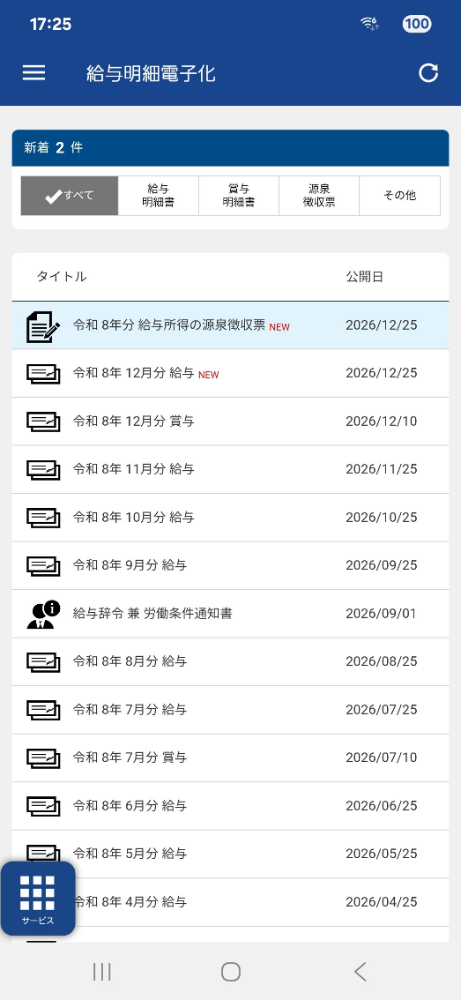 17:25
6
100
給与明細電子化
新着 2 件
すべて
給与
明細書
賞与
明細書
源泉
徴収票
その他
タイトル 公開日
令和 8年分 給与所得の源泉徴収票 NEW 2026/12/25
令和 8年 12月分 給与 NEW 2026/12/25
令和 8年 12月分 賞与 2026/12/10
令和 8年 11月分 給与 2026/11/25
令和 8年 10月分 給与 2026/10/25
令和 8年 9月分 給与 2026/09/25
給与辞令 兼 労働条件通知書 2026/09/01
令和 8年 8月分 給与 2026/08/25
令和 8年 7月分 給与 2026/07/25
令和 8年 7月分 賞与 2026/07/10
令和 8年 6月分 給与 2026/06/25
令和 8年 5月分 給与 2026/05/25
令和 8年 4月分 給与 2026/04/25
サービス